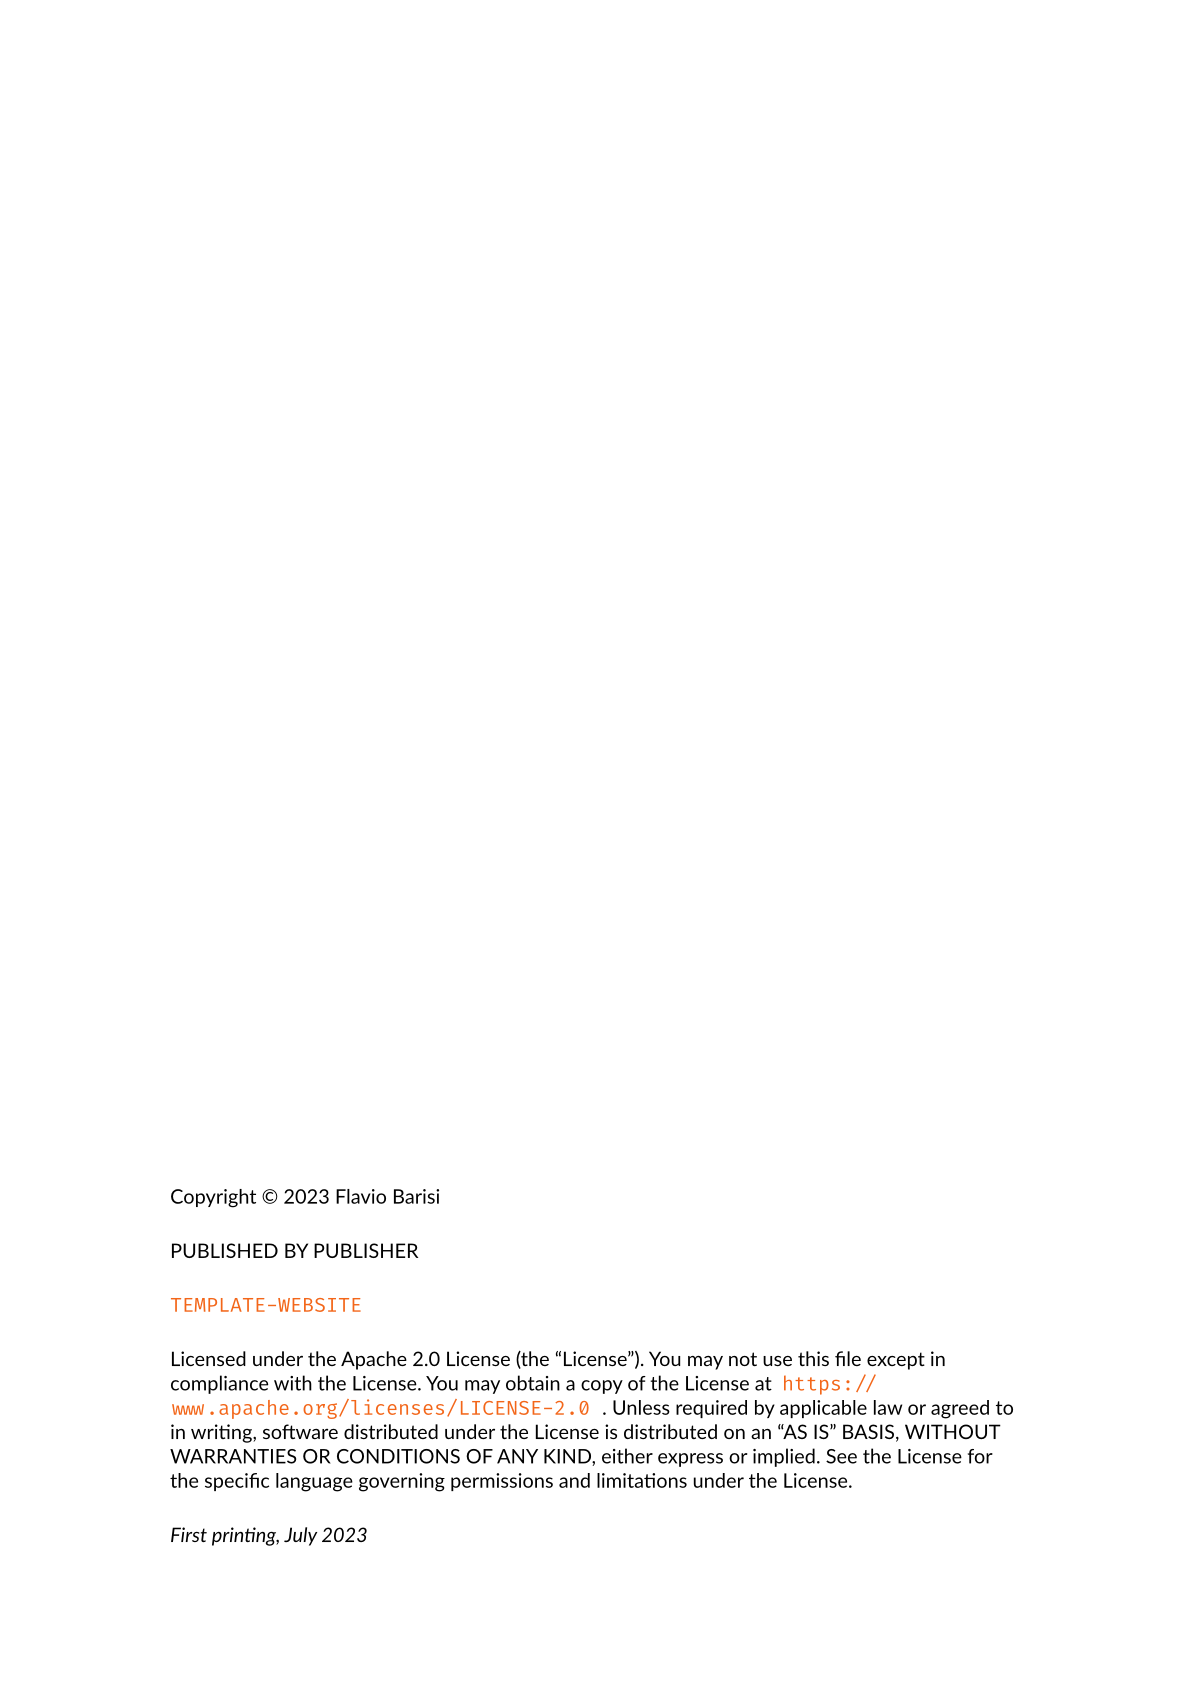 Copyright © 2023 Flavio Barisi
PUBLISHED BY PUBLISHER
TEMPLATE-WEBSITE
Licensed under the Apache 2.0 License (the “License”). You may not use this file except in
compliance with the License. You may obtain a copy of the License at https://
www.apache.org/licenses/LICENSE-2.0 . Unless required by applicable law or agreed to
in writing, software distributed under the License is distributed on an “AS IS” BASIS, WITHOUT
WARRANTIES OR CONDITIONS OF ANY KIND, either express or implied. See the License for
the specific language governing permissions and limitations under the License.
First printing, July 2023